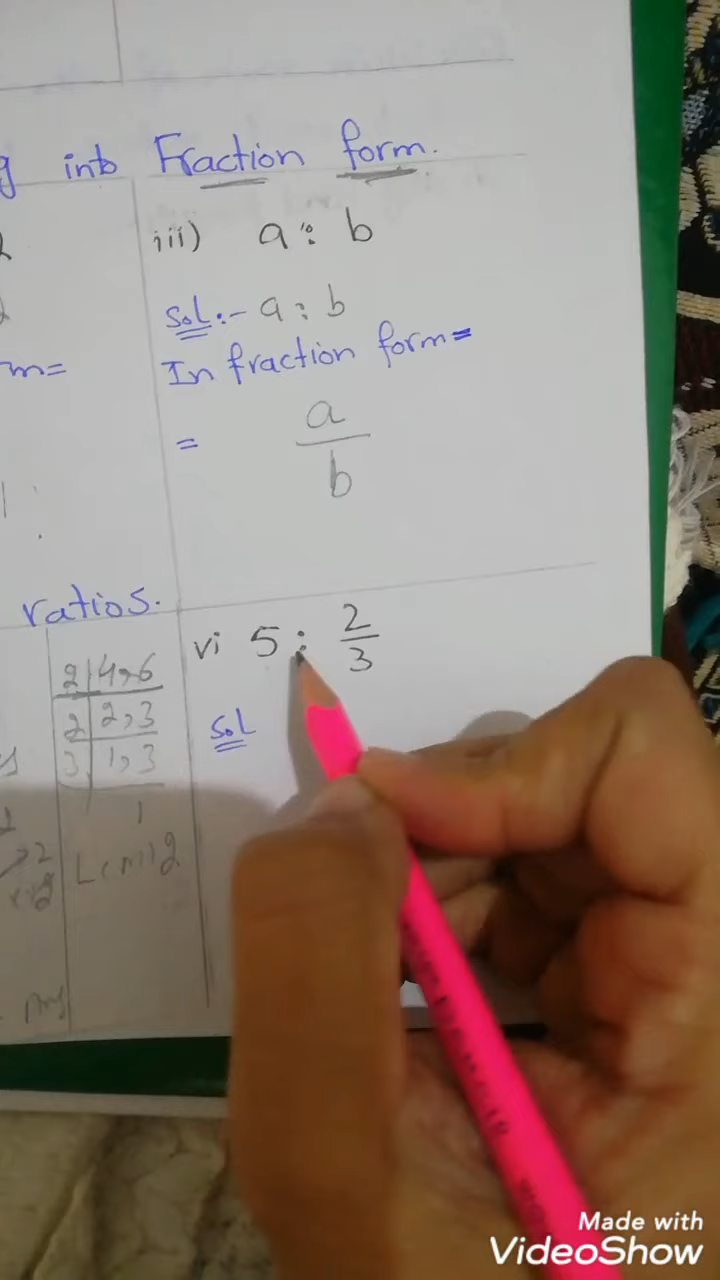 into Fraction form.
iii) a : b
Sol:- a : b
m=
In fraction form=
= a/b
ratios.
vi 5 : 2/3
2 | 4, 6
2 | 2, 3
3 | 1, 3
1
Sol
Made with
VideoShow